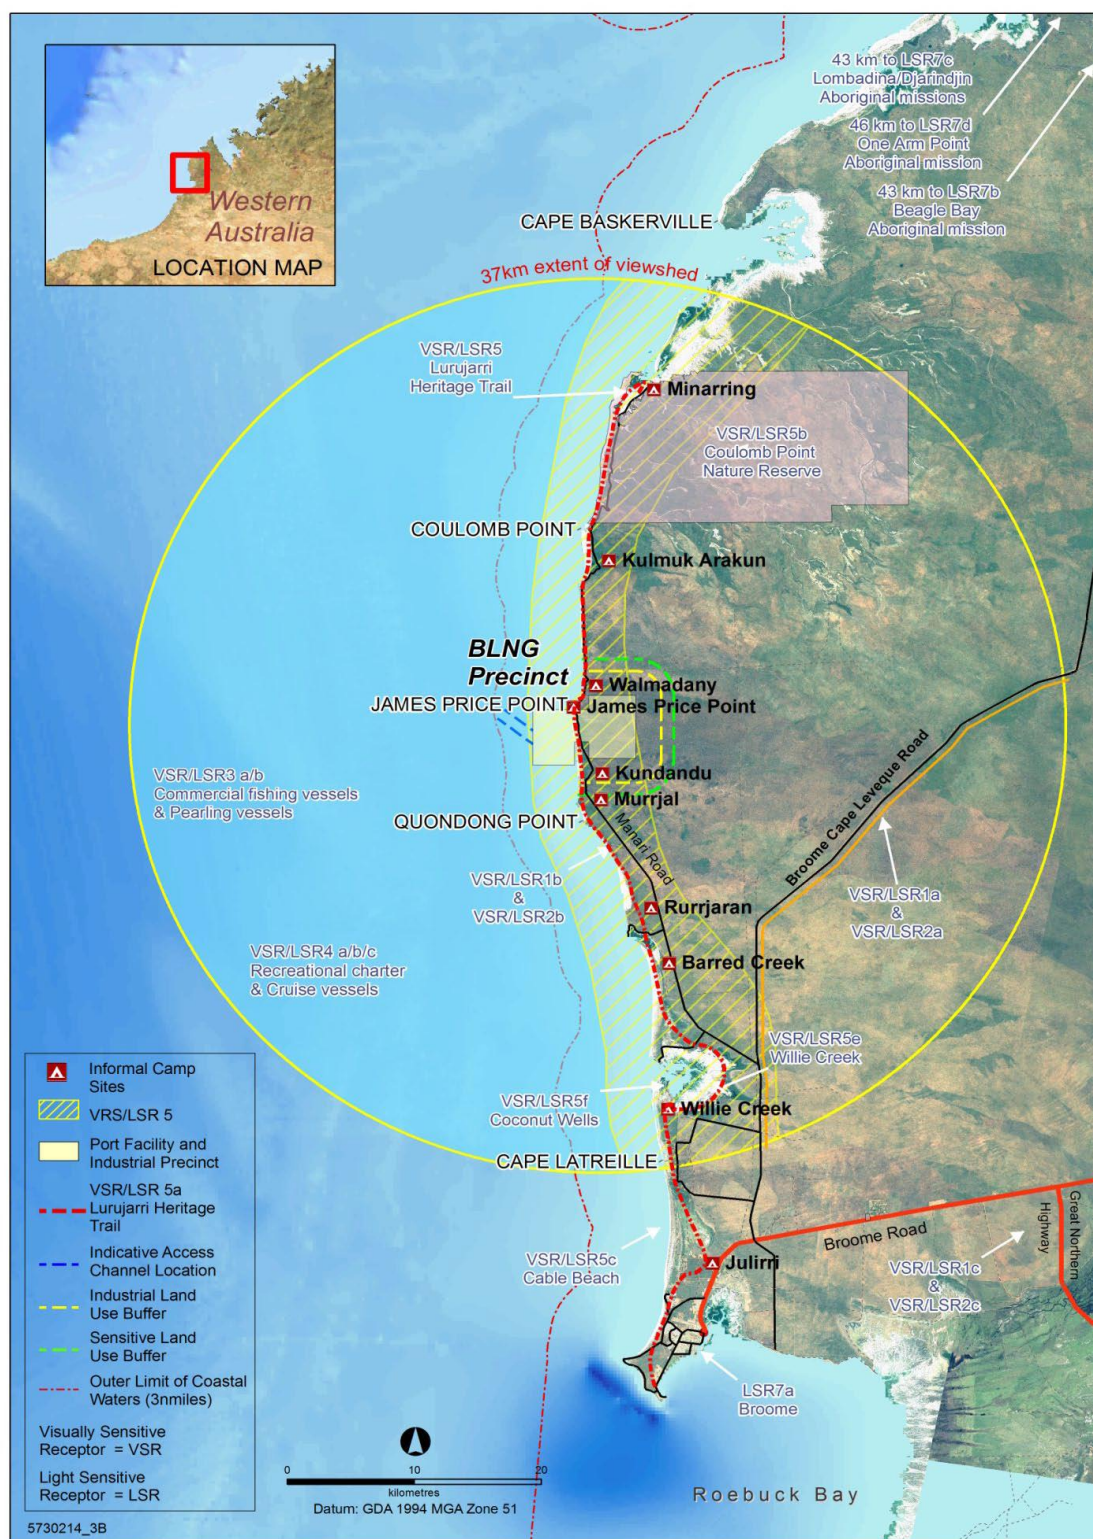 43 km to LSR7c
Lombadina/Djarindjin
Aboriginal missions
46 km to LSR7d
One Arm Point
Aboriginal mission
43 km to LSR7b
Beagle Bay
Aboriginal mission
Western
Australia
LOCATION MAP
CAPE BASKERVILLE
37km extent of viewshed
VSR/LSR5
Lurujarri
Heritage Trail
Minarring
VSR/LSR5b
Coulomb Point
Nature Reserve
COULOMB POINT
Kulmuk Arakun
BLNG
Precinct
Walmadany
JAMES PRICE POINT
James Price Point
Kundandu
Murrjal
VSR/LSR3 a/b
Commercial fishing vessels
& Pearling vessels
QUONDONG POINT
Manari Road
Broome Cape Leveque Road
VSR/LSR1b
&
VSR/LSR2b
VSR/LSR1a
&
VSR/LSR2a
Rurrjaran
VSR/LSR4 a/b/c
Recreational charter
& Cruise vessels
Barred Creek
VSR/LSR5e
Willie Creek
VSR/LSR5f
Coconut Wells
Willie Creek
CAPE LATREILLE
Broome Road
Great Northern
Highway
VSR/LSR5c
Cable Beach
Julirri
VSR/LSR1c
&
VSR/LSR2c
LSR7a
Broome
Informal Camp
Sites
VRS/LSR 5
Port Facility and
Industrial Precinct
VSR/LSR 5a
Lurujarri Heritage
Trail
Indicative Access
Channel Location
Industrial Land
Use Buffer
Sensitive Land
Use Buffer
Outer Limit of Coastal
Waters (3nmiles)
Visually Sensitive
Receptor = VSR
Light Sensitive
Receptor = LSR
0 10 20
kilometres
Datum: GDA 1994 MGA Zone 51
Roebuck Bay
5730214_3B